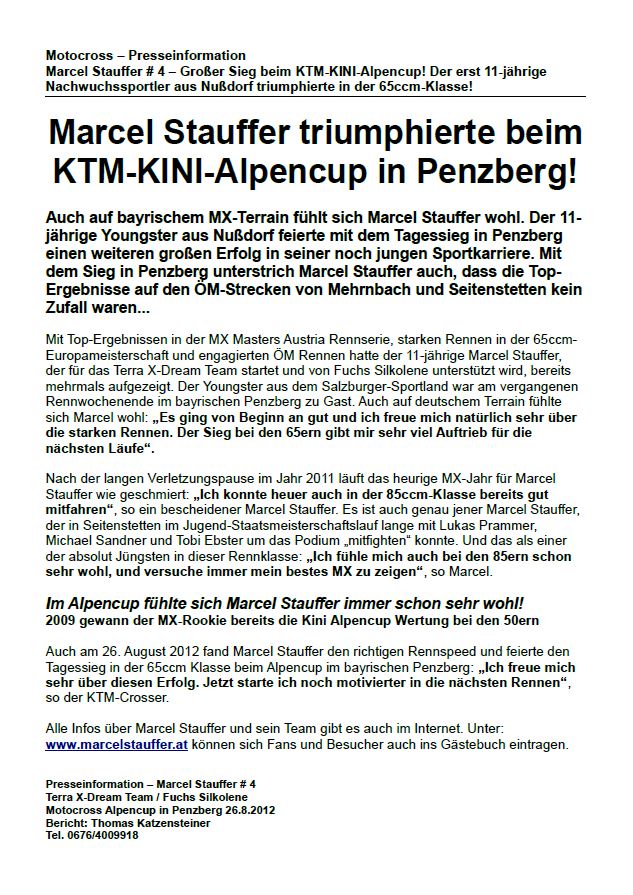 Motocross – Presseinformation
Marcel Stauffer # 4 – Großer Sieg beim KTM-KINI-Alpencup! Der erst 11-jährige
Nachwuchssportler aus Nußdorf triumphierte in der 65ccm-Klasse!
Marcel Stauffer triumphierte beim
KTM-KINI-Alpencup in Penzberg!
Auch auf bayrischem MX-Terrain fühlt sich Marcel Stauffer wohl. Der 11-
jährige Youngster aus Nußdorf feierte mit dem Tagessieg in Penzberg
einen weiteren großen Erfolg in seiner noch jungen Sportkarriere. Mit
dem Sieg in Penzberg unterstrich Marcel Stauffer auch, dass die Top-
Ergebnisse auf den ÖM-Strecken von Mehrnbach und Seitenstetten kein
Zufall waren...
Mit Top-Ergebnissen in der MX Masters Austria Rennserie, starken Rennen in der 65ccm-
Europameisterschaft und engagierten ÖM Rennen hatte der 11-jährige Marcel Stauffer,
der für das Terra X-Dream Team startet und von Fuchs Silkolene unterstützt wird, bereits
mehrmals aufgezeigt. Der Youngster aus dem Salzburger-Sportland war am vergangenen
Rennwochenende im bayrischen Penzberg zu Gast. Auch auf deutschem Terrain fühlte
sich Marcel wohl: „Es ging von Beginn an gut und ich freue mich natürlich sehr über
die starken Rennen. Der Sieg bei den 65ern gibt mir sehr viel Auftrieb für die
nächsten Läufe“.
Nach der langen Verletzungspause im Jahr 2011 läuft das heurige MX-Jahr für Marcel
Stauffer wie geschmiert: „Ich konnte heuer auch in der 85ccm-Klasse bereits gut
mitfahren“, so ein bescheidener Marcel Stauffer. Es ist auch genau jener Marcel Stauffer,
der in Seitenstetten im Jugend-Staatsmeisterschaftslauf lange mit Lukas Prammer,
Michael Sandner und Tobi Ebster um das Podium „mitfighten“ konnte. Und das als einer
der absolut Jüngsten in dieser Rennklasse: „Ich fühle mich auch bei den 85ern schon
sehr wohl, und versuche immer mein bestes MX zu zeigen“, so Marcel.
Im Alpencup fühlte sich Marcel Stauffer immer schon sehr wohl!
2009 gewann der MX-Rookie bereits die Kini Alpencup Wertung bei den 50ern
Auch am 26. August 2012 fand Marcel Stauffer den richtigen Rennspeed und feierte den
Tagessieg in der 65ccm Klasse beim Alpencup im bayrischen Penzberg: „Ich freue mich
sehr über diesen Erfolg. Jetzt starte ich noch motivierter in die nächsten Rennen“,
so der KTM-Crosser.
Alle Infos über Marcel Stauffer und sein Team gibt es auch im Internet. Unter:
www.marcelstauffer.at können sich Fans und Besucher auch ins Gästebuch eintragen.
Presseinformation – Marcel Stauffer # 4
Terra X-Dream Team / Fuchs Silkolene
Motocross Alpencup in Penzberg 26.8.2012
Bericht: Thomas Katzensteiner
Tel. 0676/4009918